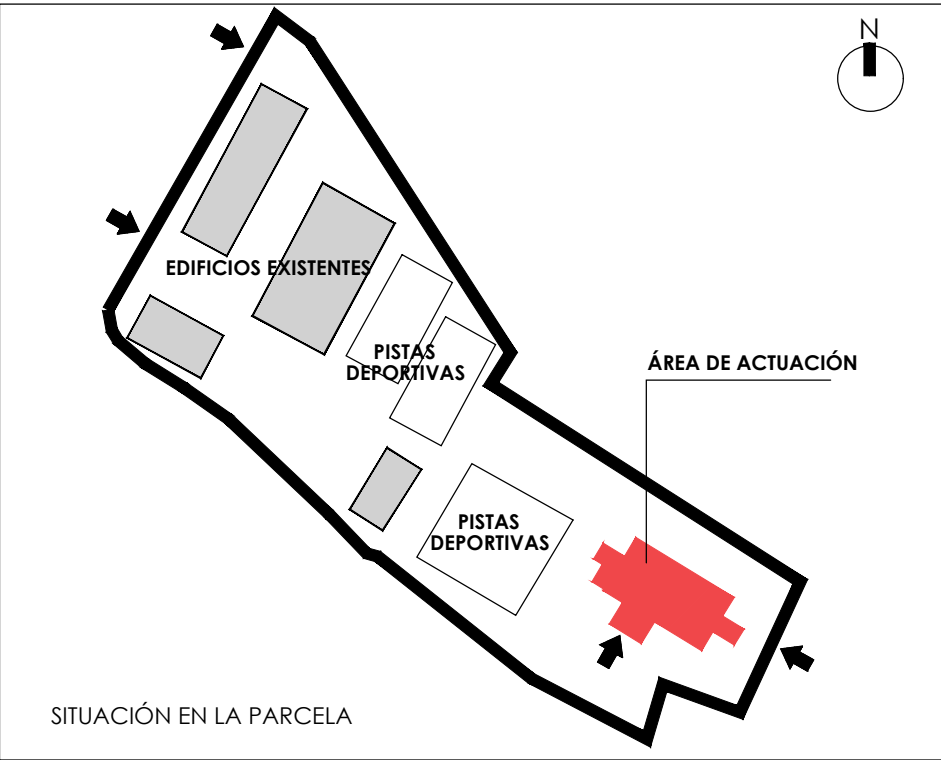 N
EDIFICIOS EXISTENTES
PISTAS
DEPORTIVAS
ÁREA DE ACTUACIÓN
PISTAS
DEPORTIVAS
SITUACIÓN EN LA PARCELA